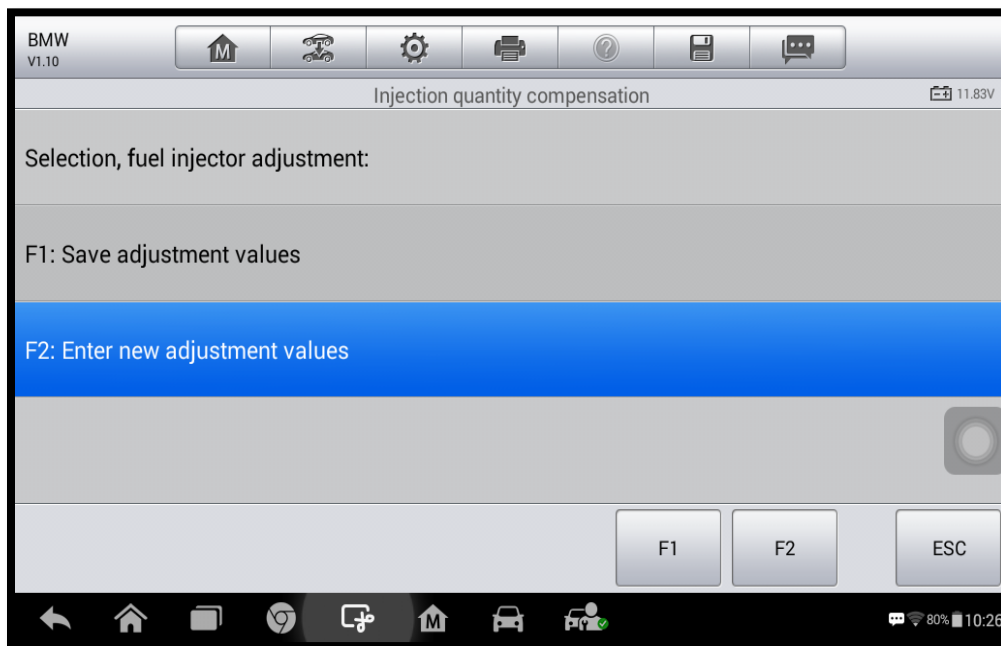 BMW
V1.10
M
?
Injection quantity compensation
11.83V
Selection, fuel injector adjustment:
F1: Save adjustment values
F2: Enter new adjustment values
F1
F2
ESC
M
80%
10:26